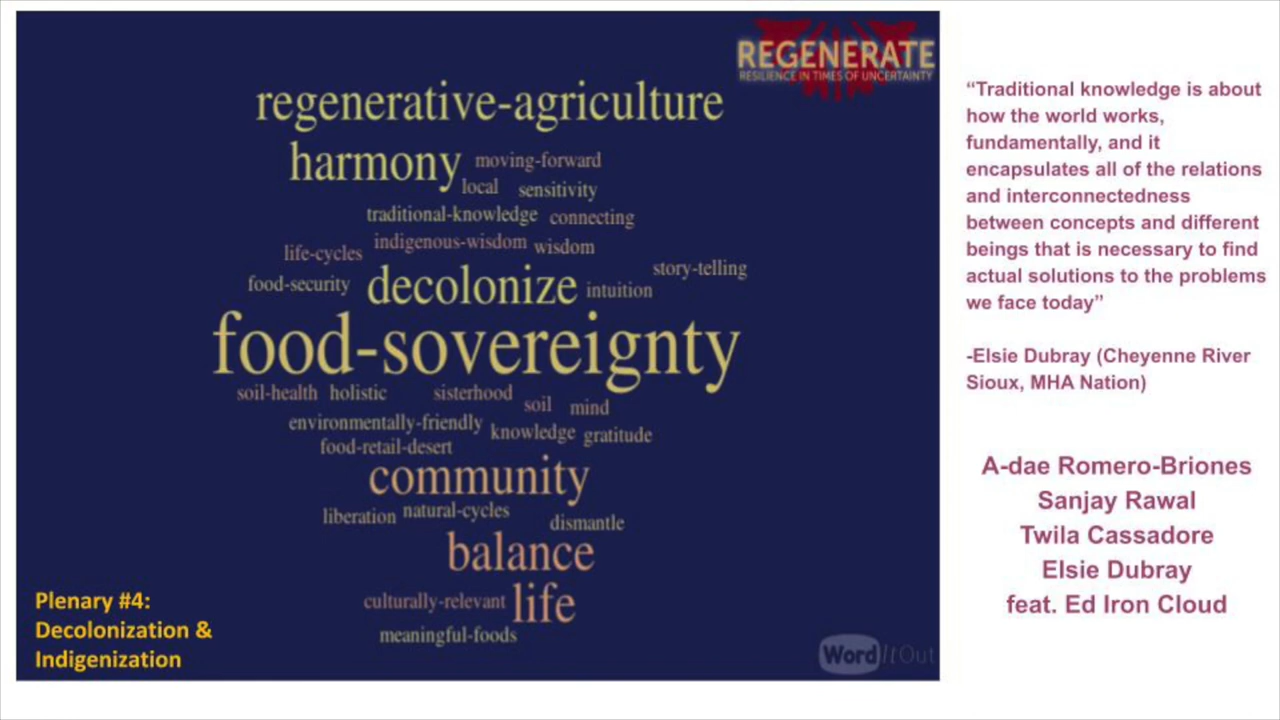 REGENERATE
RESILIENCE IN TIMES OF UNCERTAINTY
regenerative-agriculture
harmony moving-forward
local sensitivity
traditional-knowledge connecting
life-cycles indigenous-wisdom wisdom
food-security decolonize intuition story-telling
food-sovereignty
soil-health holistic sisterhood
soil mind
environmentally-friendly knowledge gratitude
food-retail-desert
community
liberation natural-cycles dismantle
balance
culturally-relevant life
meaningful-foods
Plenary #4:
Decolonization &
Indigenization
WordItOut
“Traditional knowledge is about
how the world works,
fundamentally, and it
encapsulates all of the relations
and interconnectedness
between concepts and different
beings that is necessary to find
actual solutions to the problems
we face today”
-Elsie Dubray (Cheyenne River
Sioux, MHA Nation)
A-dae Romero-Briones
Sanjay Rawal
Twila Cassadore
Elsie Dubray
feat. Ed Iron Cloud